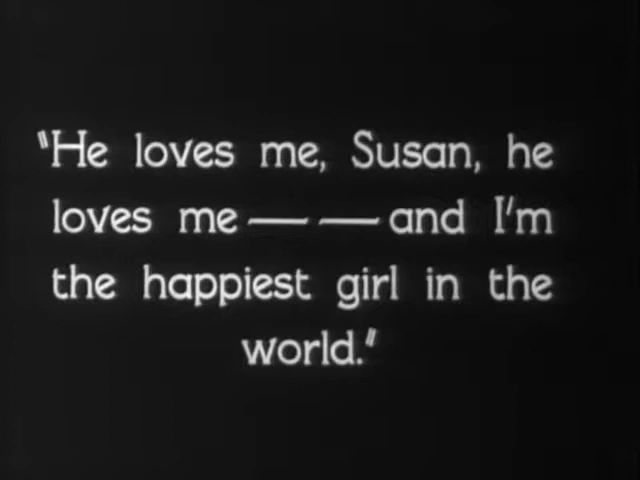 "He loves me, Susan, he
loves me — — and I'm
the happiest girl in the
world."